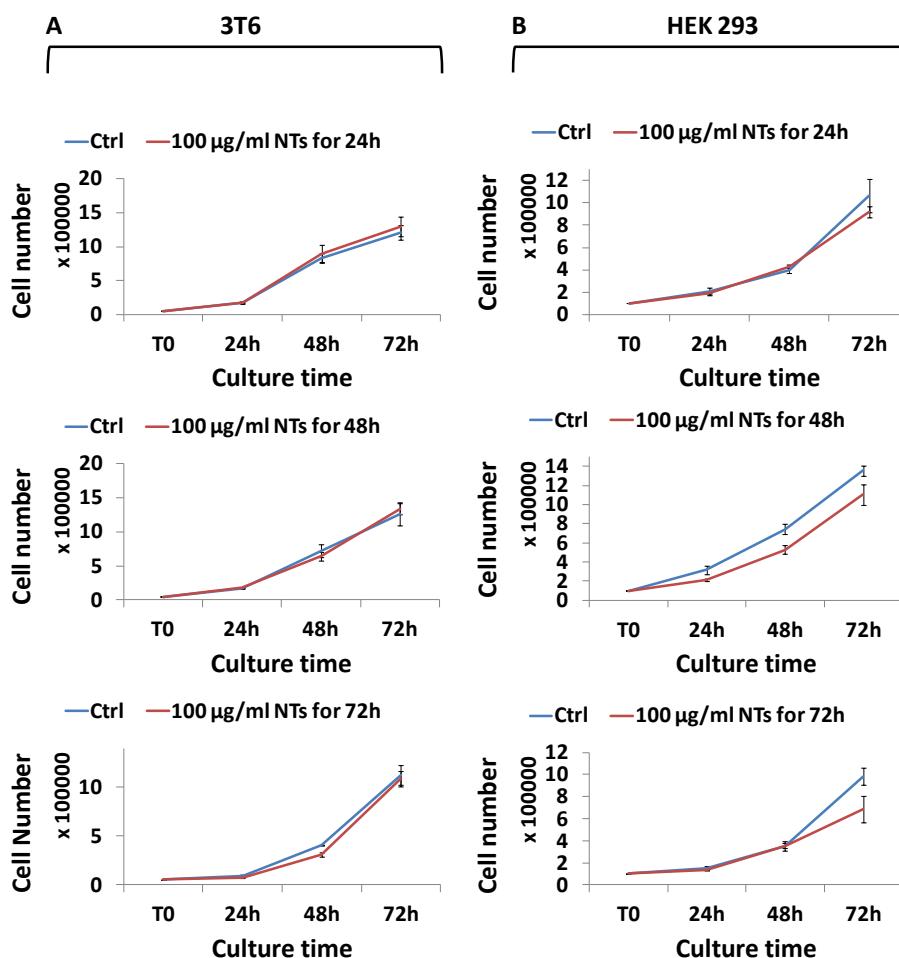 A 3T6
Ctrl 100 µg/ml NTs for 24h
Cell number
x 100000
20
15
10
5
0
T0 24h 48h 72h
Culture time
Ctrl 100 µg/ml NTs for 48h
Cell number
x 100000
20
15
10
5
0
T0 24h 48h 72h
Culture time
Ctrl 100 µg/ml NTs for 72h
Cell Number
x 100000
10
5
0
T0 24h 48h 72h
Culture time
B HEK 293
Ctrl 100 µg/ml NTs for 24h
Cell number
x 100000
12
10
8
6
4
2
0
T0 24h 48h 72h
Culture time
Ctrl 100 µg/ml NTs for 48h
Cell number
x 100000
14
12
10
8
6
4
2
0
T0 24h 48h 72h
Culture time
Ctrl 100 µg/ml NTs for 72h
Cell number
x 100000
12
10
8
6
4
2
0
T0 24h 48h 72h
Culture time